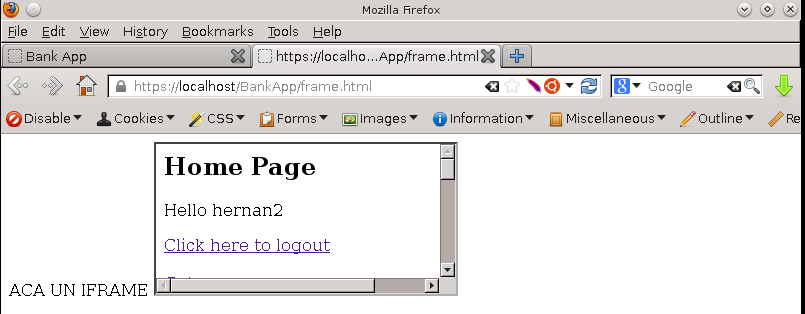 Mozilla Firefox
File Edit View History Bookmarks Tools Help
Bank App https://localho...App/frame.html
https://localhost/BankApp/frame.html Google
Disable Cookies CSS Forms Images Information Miscellaneous Outline Re
Home Page
Hello hernan2
Click here to logout
ACA UN IFRAME